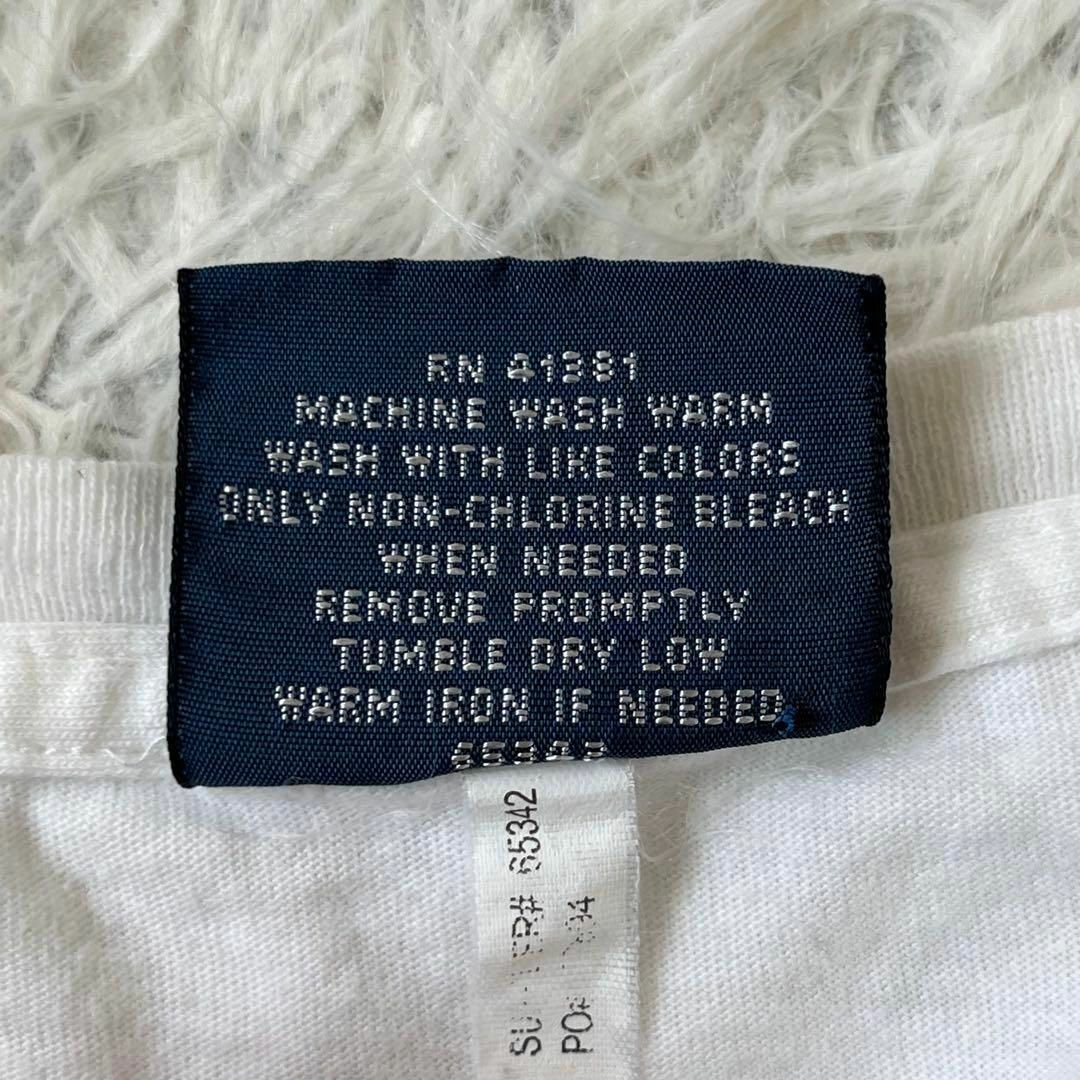 RN 41381
MACHINE WASH WARM
WASH WITH LIKE COLORS
ONLY NON-CHLORINE BLEACH
WHEN NEEDED
REMOVE PROMPTLY
TUMBLE DRY LOW
WARM IRON IF NEEDED
65342